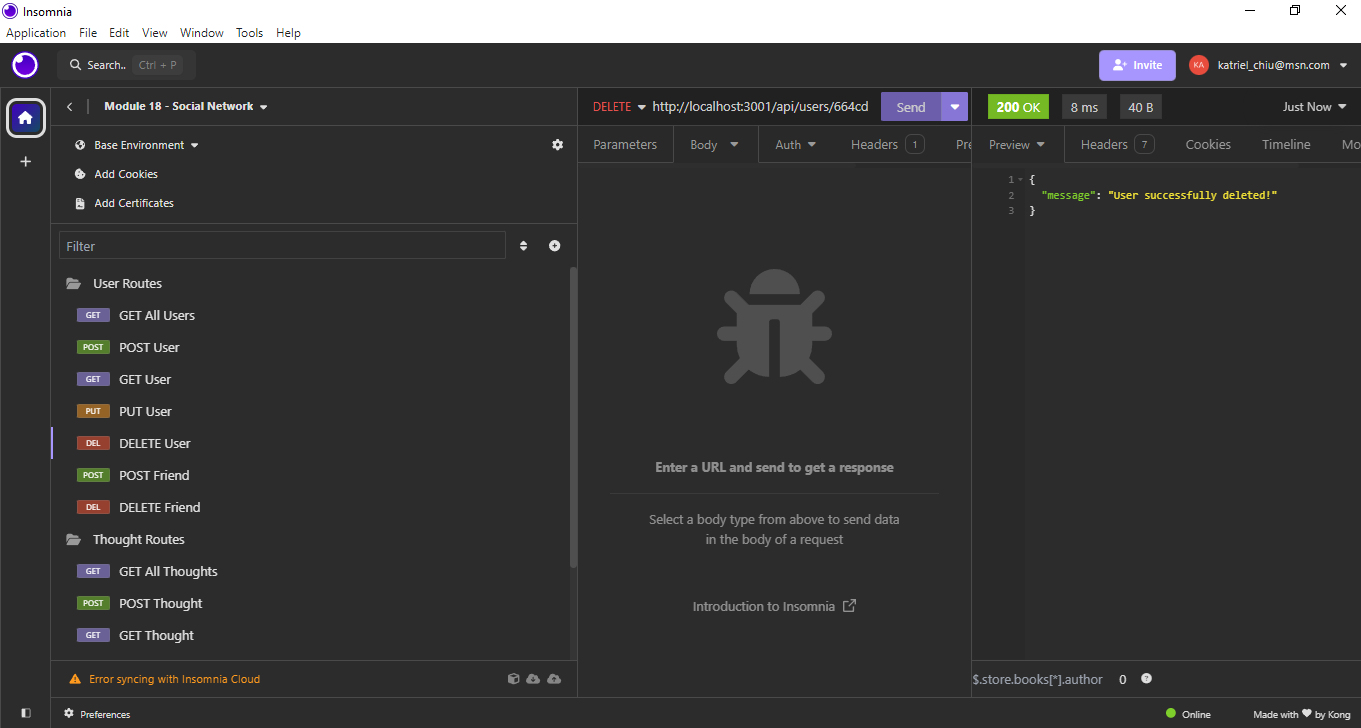 Insomnia
Application File Edit View Window Tools Help
Search.. Ctrl + P
Invite
KA katriel_chiu@msn.com
Module 18 - Social Network
DELETE http://localhost:3001/api/users/664cd Send
200 OK 8 ms 40 B Just Now
Base Environment
Add Cookies
Add Certificates
Parameters Body Auth Headers 1 Pre
Preview Headers 7 Cookies Timeline Mo
1 {
2 "message": "User successfully deleted!"
3 }
Filter
User Routes
GET GET All Users
POST POST User
GET GET User
PUT PUT User
DEL DELETE User
POST POST Friend
DEL DELETE Friend
Thought Routes
GET GET All Thoughts
POST POST Thought
GET GET Thought
Enter a URL and send to get a response
Select a body type from above to send data
in the body of a request
Introduction to Insomnia
Error syncing with Insomnia Cloud
$.store.books[*].author 0 ?
Preferences
Online Made with ❤ by Kong